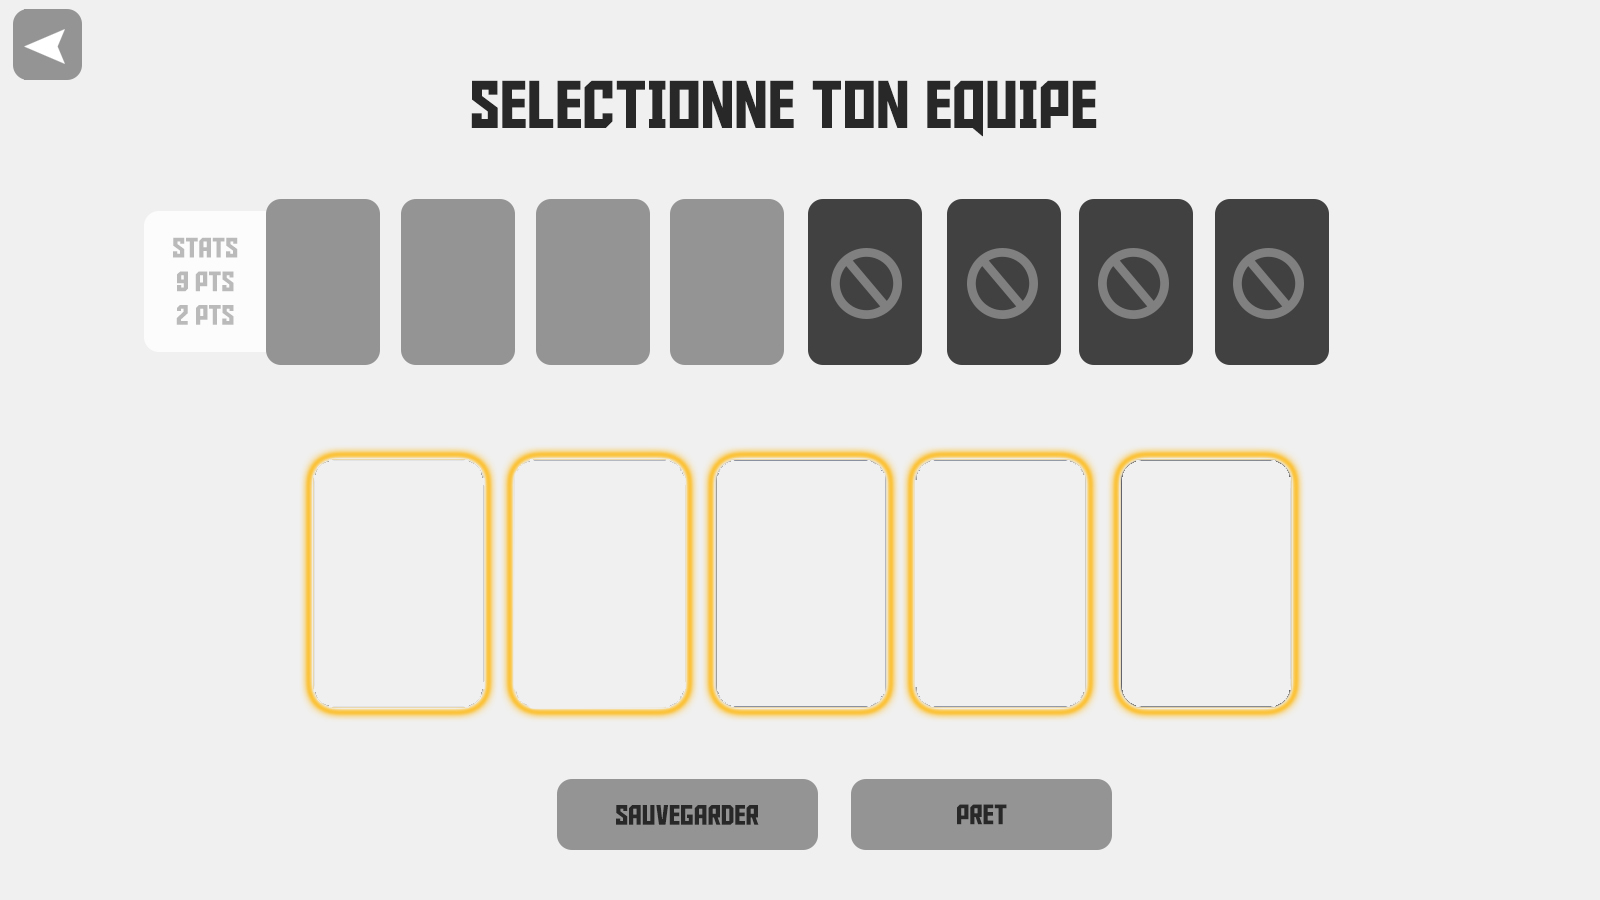 SELECTIONNE TON EQUIPE
STATS
9 PTS
2 PTS
SAUVEGARDER
PRET